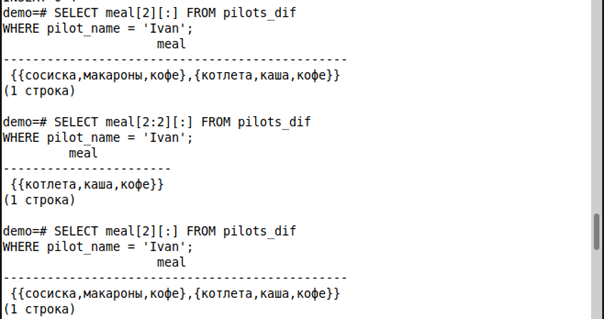 demo=# SELECT meal[2][:] FROM pilots_dif
WHERE pilot_name = 'Ivan';
meal
-----------------------------------------------
{{сосиска,макароны,кофе},{котлета,каша,кофе}}
(1 строка)
demo=# SELECT meal[2:2][:] FROM pilots_dif
WHERE pilot_name = 'Ivan';
meal
-----------------------
{{котлета,каша,кофе}}
(1 строка)
demo=# SELECT meal[2][:] FROM pilots_dif
WHERE pilot_name = 'Ivan';
meal
-----------------------------------------------
{{сосиска,макароны,кофе},{котлета,каша,кофе}}
(1 строка)